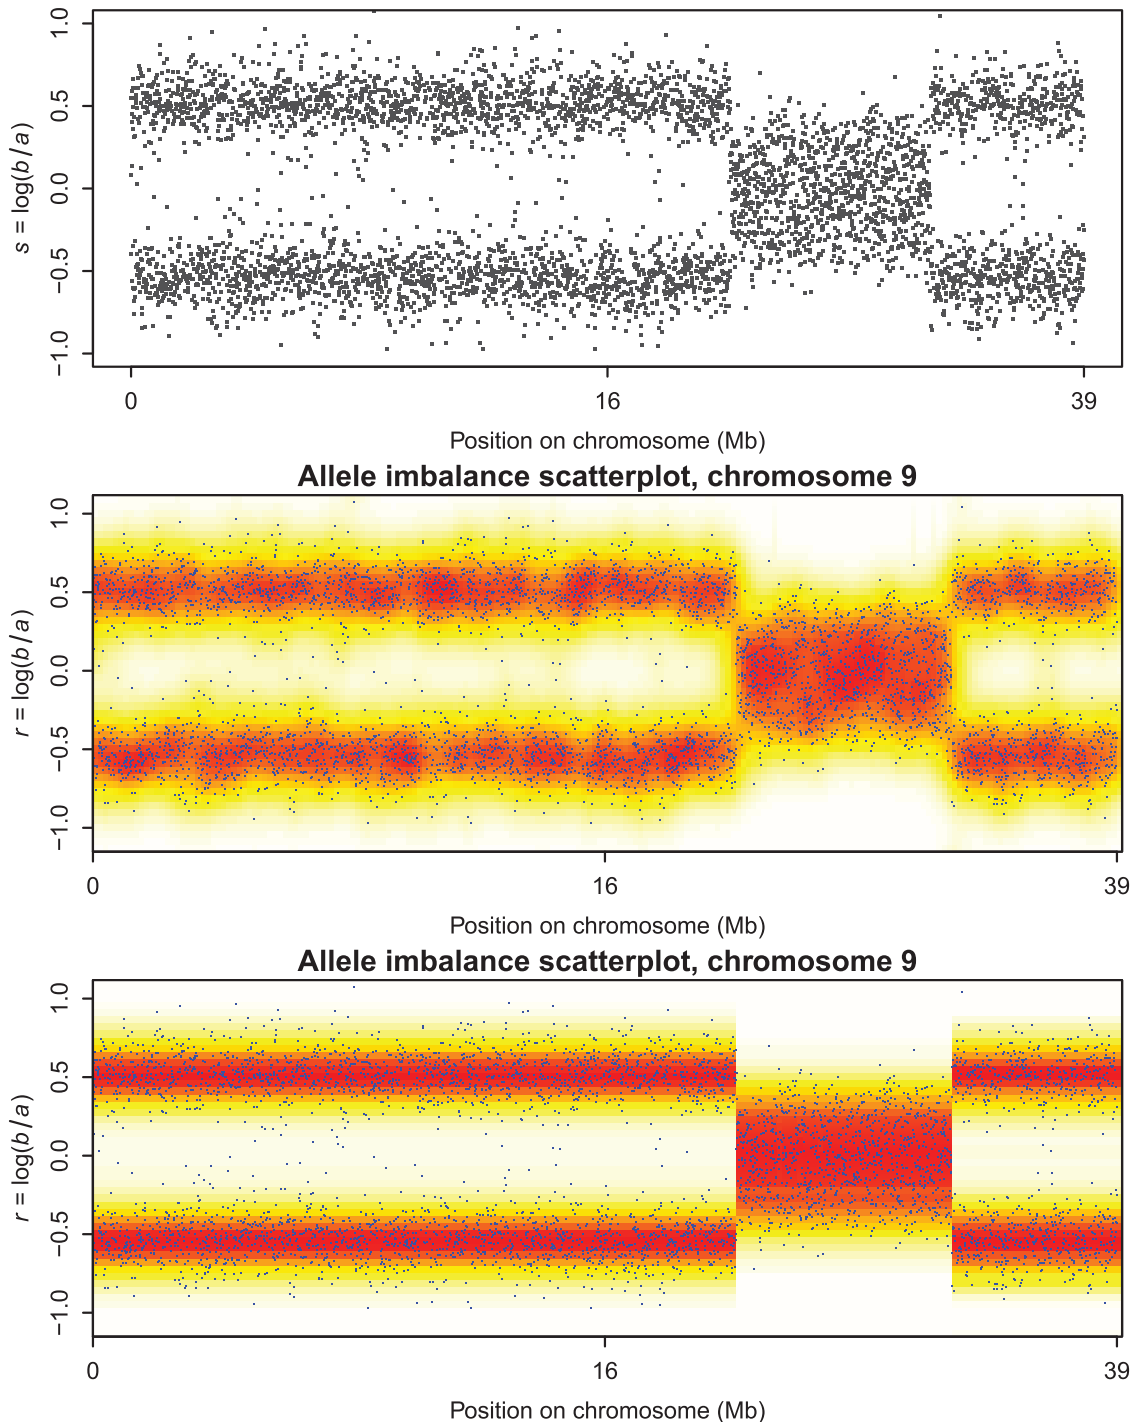 1.0
0.5
0.0
−0.5
−1.0
s = log(b/a)
0 16 39
Position on chromosome (Mb)
Allele imbalance scatterplot, chromosome 9
1.0
0.5
0.0
−0.5
−1.0
r = log(b/a)
0 16 39
Position on chromosome (Mb)
Allele imbalance scatterplot, chromosome 9
1.0
0.5
0.0
−0.5
−1.0
r = log(b/a)
0 16 39
Position on chromosome (Mb)